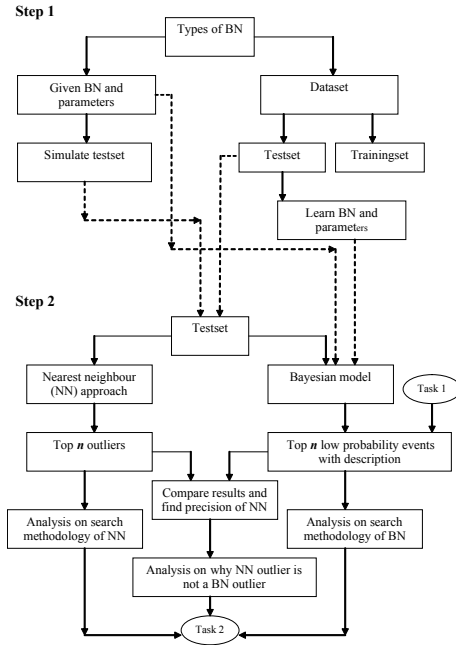 Step 1
Types of BN
Given BN and
parameters
Dataset
Simulate testset
Testset
Trainingset
Learn BN and
parameters
Step 2
Testset
Nearest neighbour
(NN) approach
Bayesian model
Task 1
Top n outliers
Top n low probability events
with description
Compare results and
find precision of NN
Analysis on search
methodology of NN
Analysis on search
methodology of BN
Analysis on why NN outlier is
not a BN outlier
Task 2